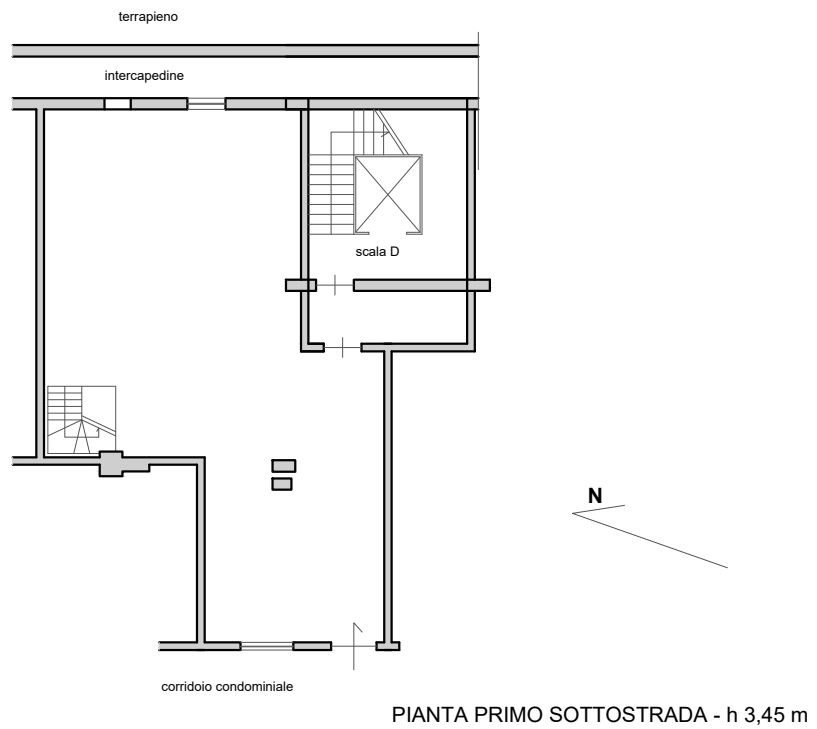 terrapieno
intercapedine
scala D
N
corridoio condominiale
PIANTA PRIMO SOTTOSTRADA - h 3,45 m